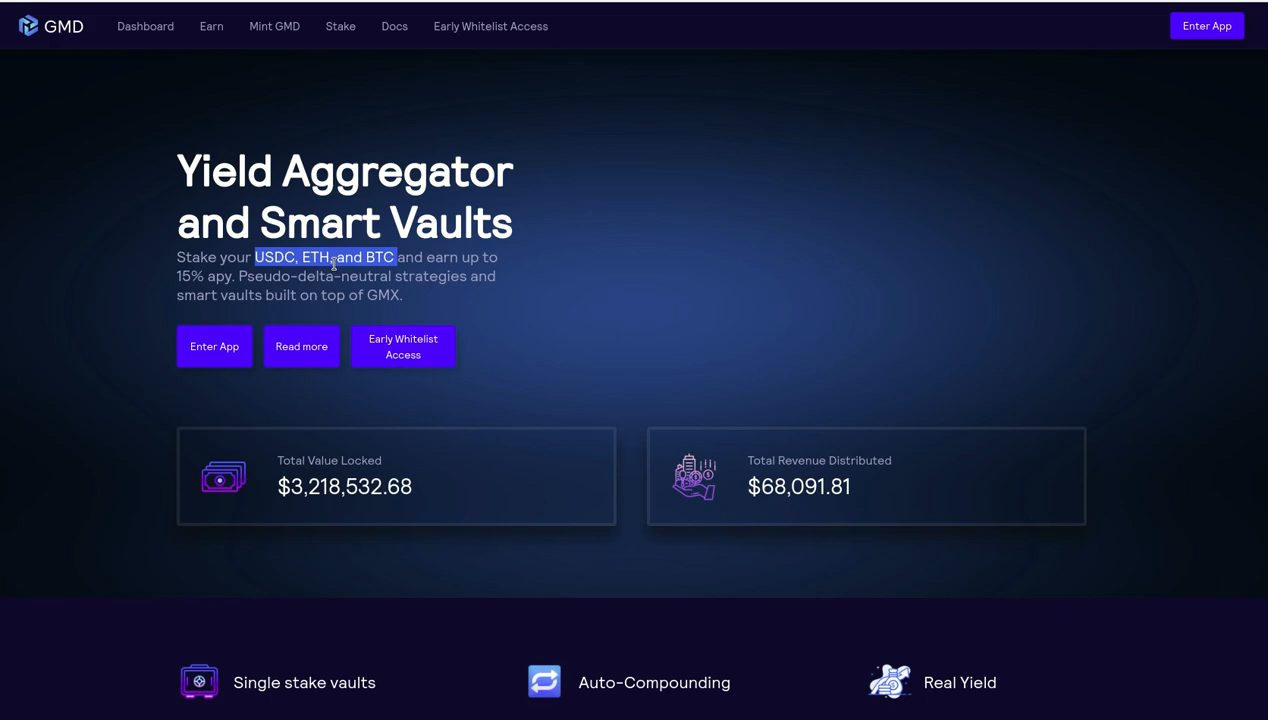 GMD
Dashboard
Earn
Mint GMD
Stake
Docs
Early Whitelist Access
Enter App
Yield Aggregator
and Smart Vaults
Stake your USDC, ETH, and BTC and earn up to
15% apy. Pseudo-delta-neutral strategies and
smart vaults built on top of GMX.
Enter App
Read more
Early Whitelist
Access
Total Value Locked
$3,218,532.68
Total Revenue Distributed
$68,091.81
Single stake vaults
Auto-Compounding
Real Yield